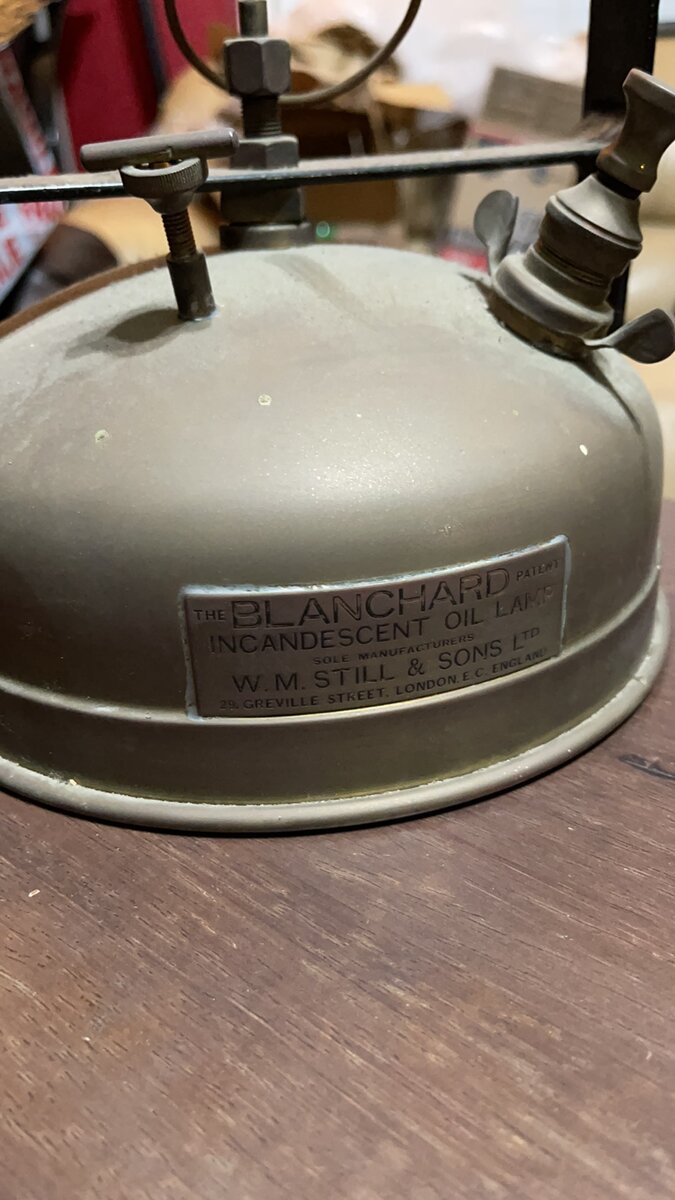 THE BLANCHARD PATENT
INCANDESCENT OIL LAMP
SOLE MANUFACTURERS
W.M. STILL & SONS LTD
29, GREVILLE STREET, LONDON, E.C. ENGLAND